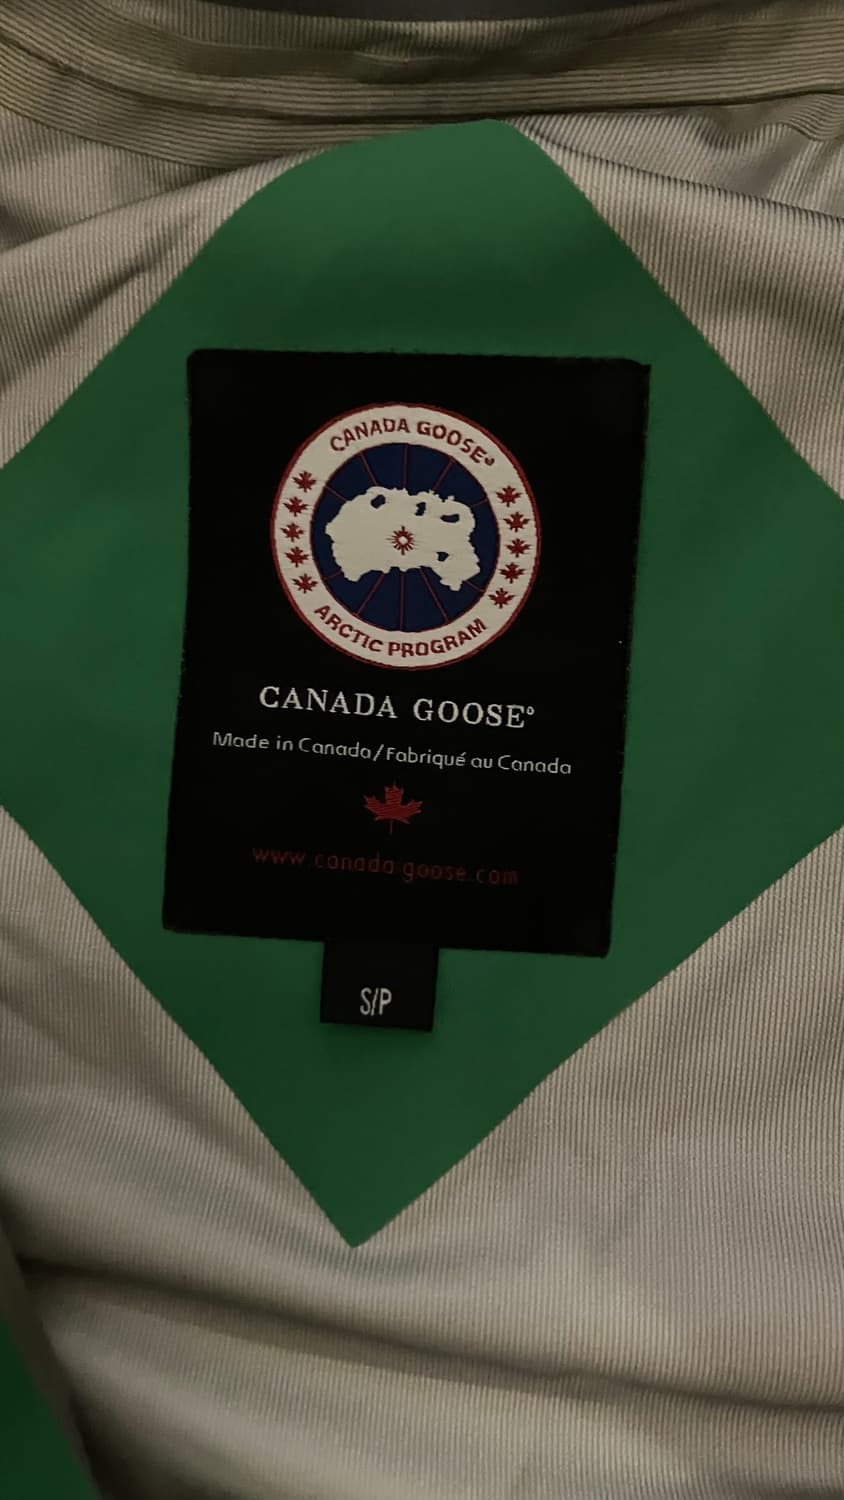 CANADA GOOSE®
ARCTIC PROGRAM
CANADA GOOSE®
Made in Canada/Fabriqué au Canada
www.canada goose.com
S/P